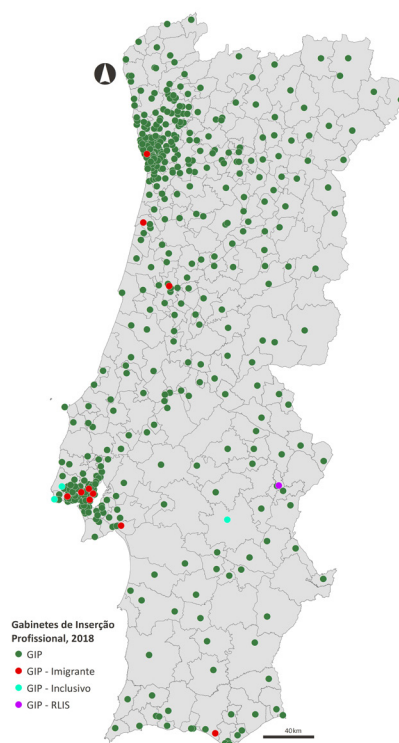 Gabinetes de Inserção
Profissional, 2018
GIP
GIP - Imigrante
GIP - Inclusivo
GIP - RLIS
40km